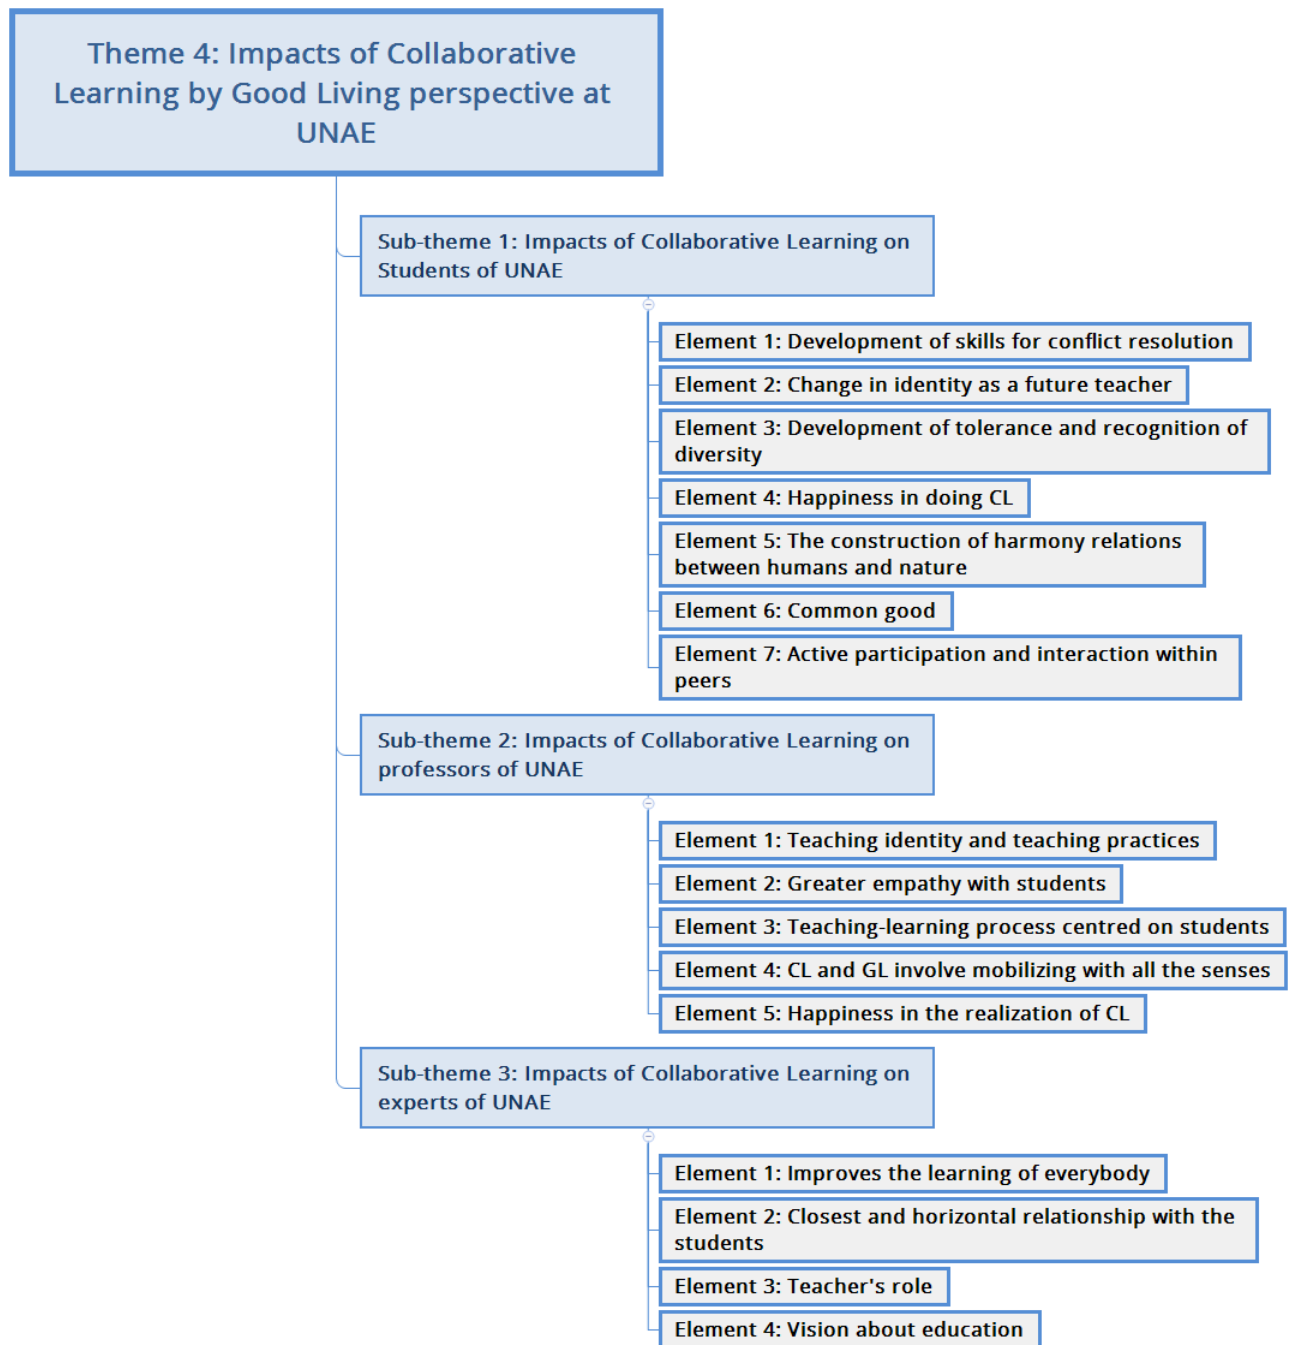 Theme 4: Impacts of Collaborative
Learning by Good Living perspective at
UNAE
Sub-theme 1: Impacts of Collaborative Learning on
Students of UNAE
Element 1: Development of skills for conflict resolution
Element 2: Change in identity as a future teacher
Element 3: Development of tolerance and recognition of
diversity
Element 4: Happiness in doing CL
Element 5: The construction of harmony relations
between humans and nature
Element 6: Common good
Element 7: Active participation and interaction within
peers
Sub-theme 2: Impacts of Collaborative Learning on
professors of UNAE
Element 1: Teaching identity and teaching practices
Element 2: Greater empathy with students
Element 3: Teaching-learning process centred on students
Element 4: CL and GL involve mobilizing with all the senses
Element 5: Happiness in the realization of CL
Sub-theme 3: Impacts of Collaborative Learning on
experts of UNAE
Element 1: Improves the learning of everybody
Element 2: Closest and horizontal relationship with the
students
Element 3: Teacher's role
Element 4: Vision about education